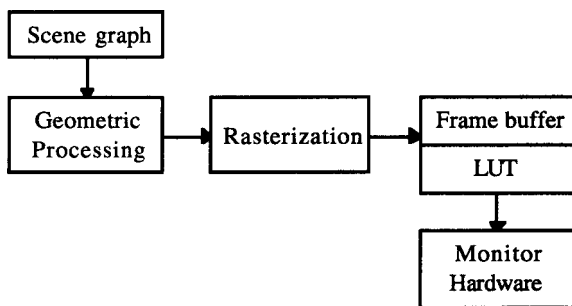 Scene graph
Geometric
Processing
Rasterization
Frame buffer
LUT
Monitor
Hardware